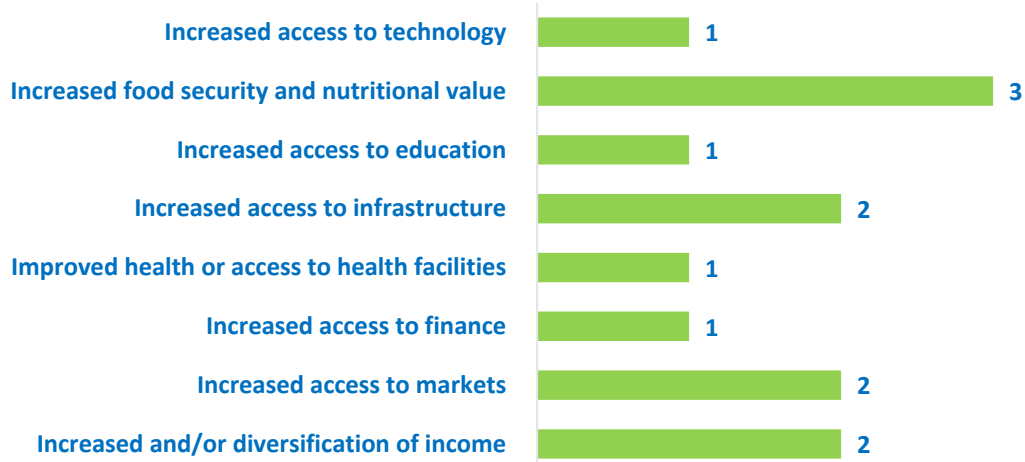 Increased access to technology 1
Increased food security and nutritional value 3
Increased access to education 1
Increased access to infrastructure 2
Improved health or access to health facilities 1
Increased access to finance 1
Increased access to markets 2
Increased and/or diversification of income 2